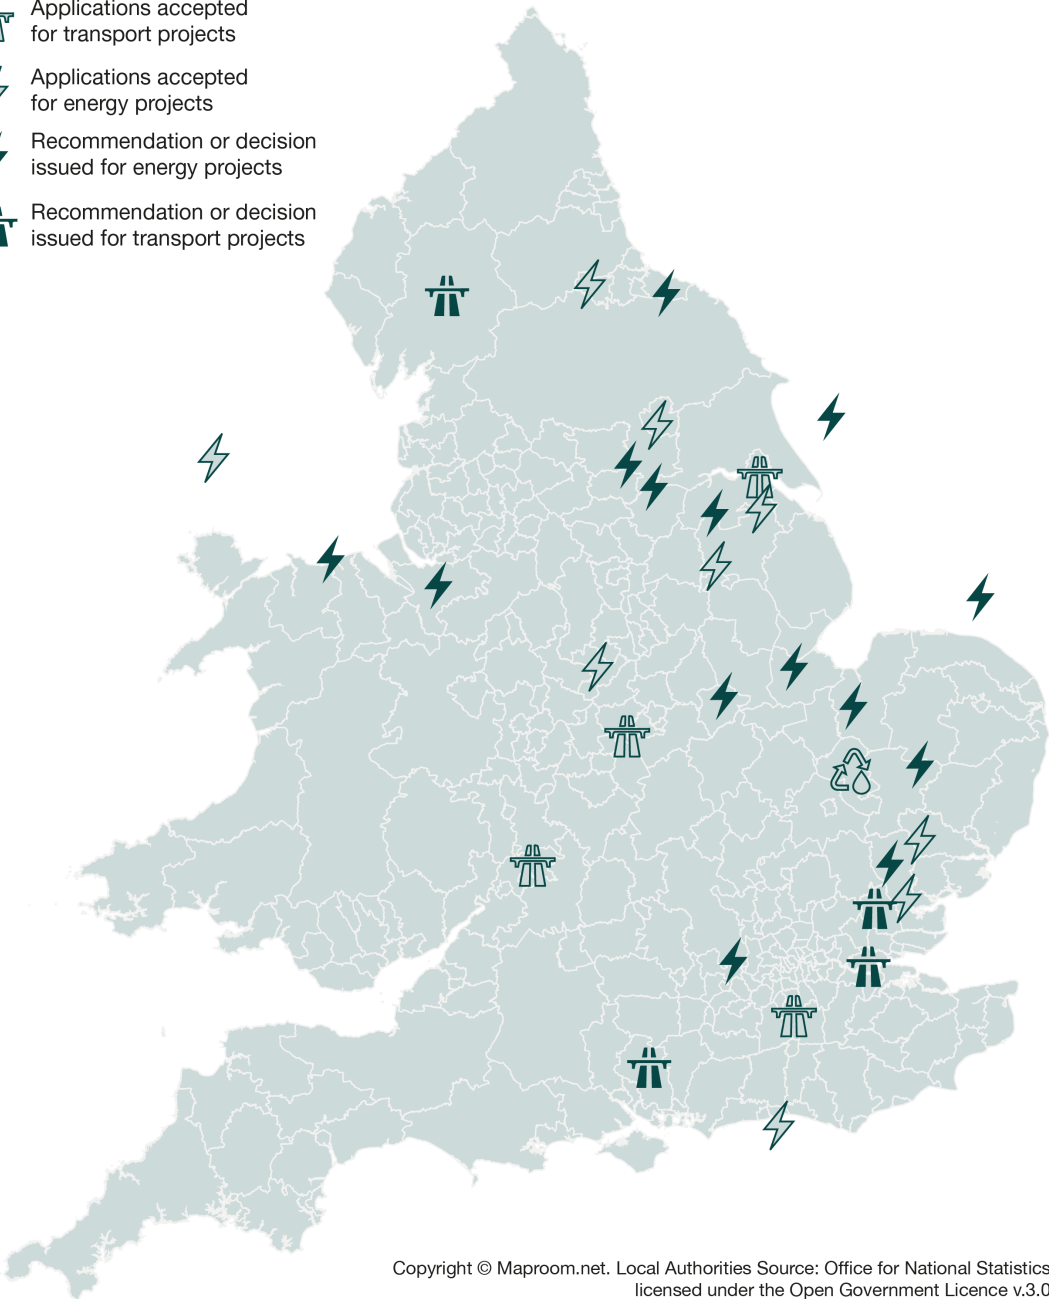 Applications accepted
for transport projects
Applications accepted
for energy projects
Recommendation or decision
issued for energy projects
Recommendation or decision
issued for transport projects
Copyright © Maproom.net. Local Authorities Source: Office for National Statistics
licensed under the Open Government Licence v.3.0